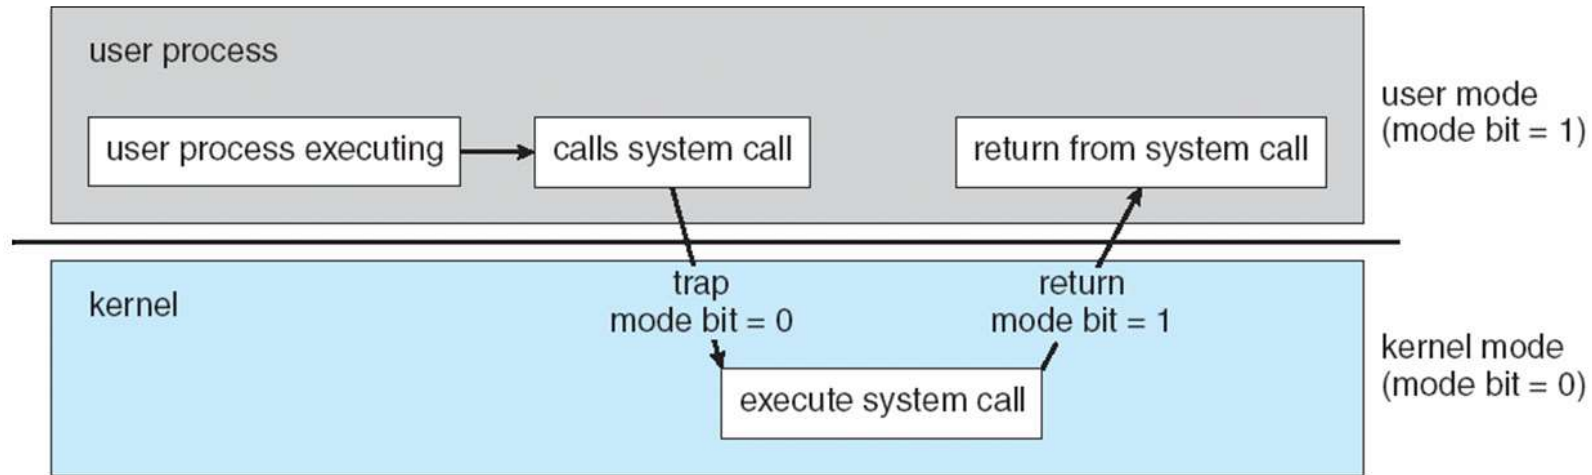 user process
user process executing
calls system call
return from system call
user mode
(mode bit = 1)
kernel
trap
mode bit = 0
return
mode bit = 1
execute system call
kernel mode
(mode bit = 0)